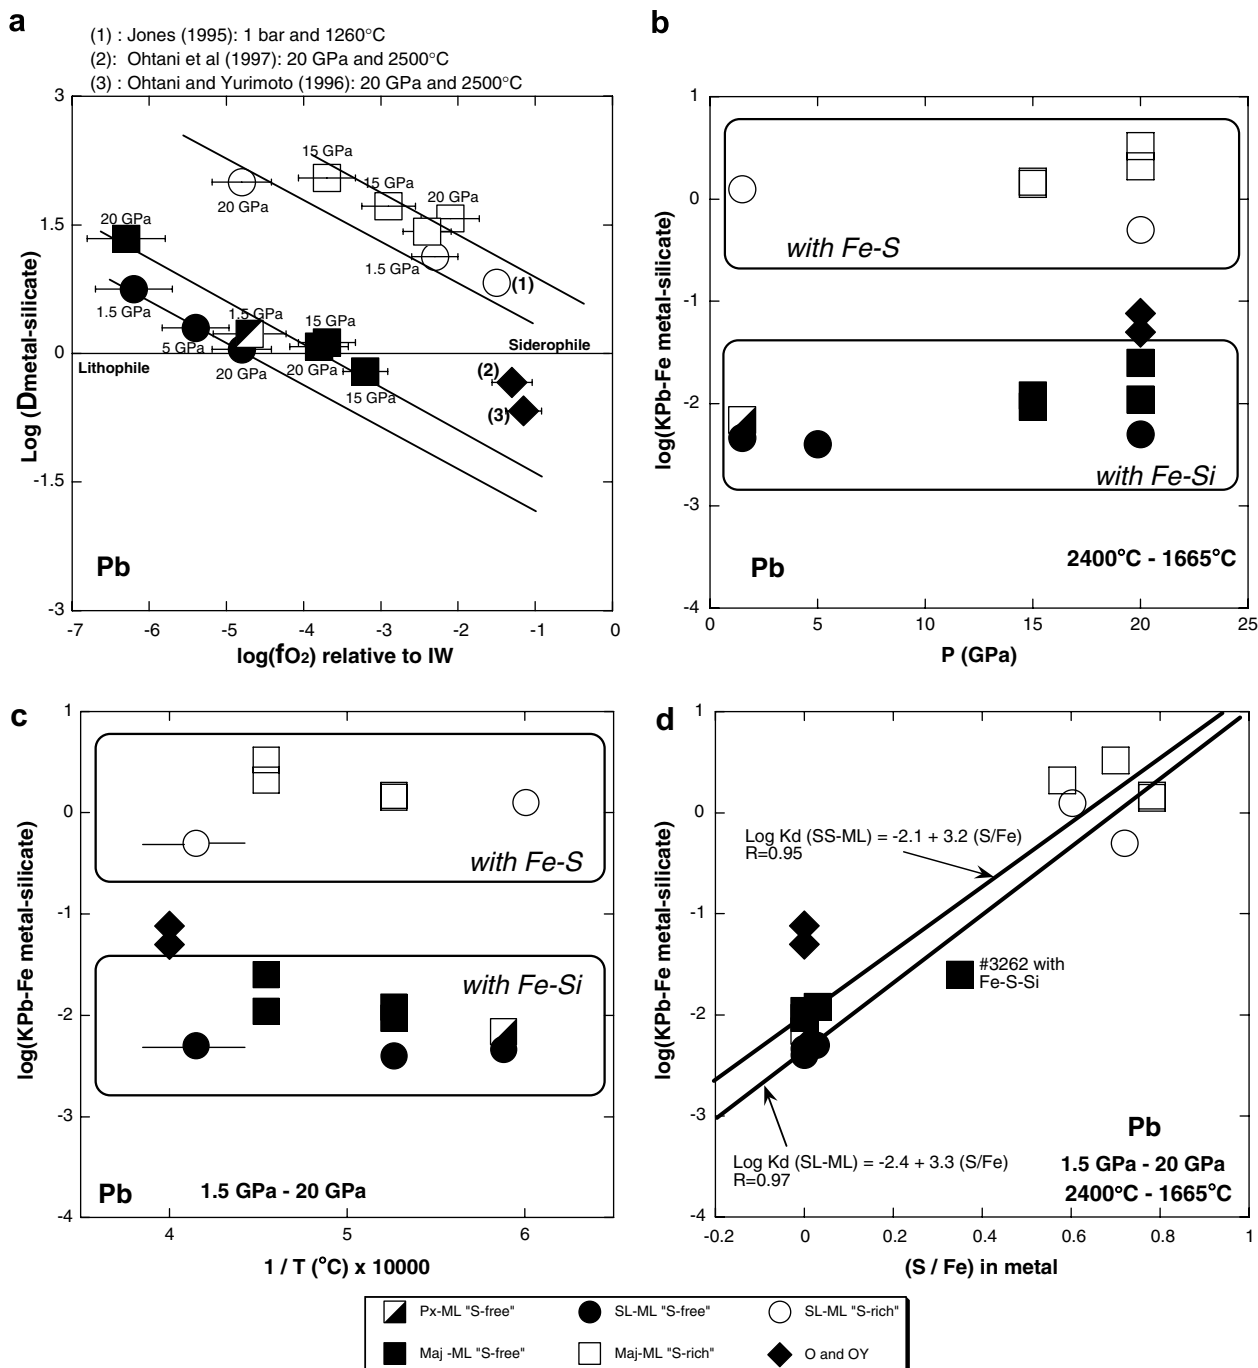 a
(1) : Jones (1995): 1 bar and 1260°C
(2): Ohtani et al (1997): 20 GPa and 2500°C
(3) : Ohtani and Yurimoto (1996): 20 GPa and 2500°C
3
1.5
0
-1.5
-3
Log (Dmetal-silicate)
15 GPa
15 GPa
20 GPa
20 GPa
20 GPa
1.5 GPa
(1)
1.5 GPa
1.5 GPa
15 GPa
5 GPa
Siderophile
Lithophile
20 GPa
20 GPa
(2)
15 GPa
(3)
Pb
-7
-6
-5
-4
-3
-2
-1
0
log(fO2) relative to IW
b
1
0
-1
-2
-3
-4
log(KPb-Fe metal-silicate)
with Fe-S
with Fe-Si
2400°C - 1665°C
Pb
0
5
10
15
20
25
P (GPa)
c
1
0
-1
-2
-3
-4
log(KPb-Fe metal-silicate)
with Fe-S
with Fe-Si
Pb
1.5 GPa - 20 GPa
4
5
6
1 / T (°C) x 10000
d
1
0
-1
-2
-3
-4
log(KPb-Fe metal-silicate)
Log Kd (SS-ML) = -2.1 + 3.2 (S/Fe)
R=0.95
#3262 with
Fe-S-Si
Pb
Log Kd (SL-ML) = -2.4 + 3.3 (S/Fe)
R=0.97
1.5 GPa - 20 GPa
2400°C - 1665°C
-0.2
0
0.2
0.4
0.6
0.8
1
(S / Fe) in metal
Px-ML "S-free"
SL-ML "S-free"
SL-ML "S-rich"
Maj -ML "S-free"
Maj-ML "S-rich"
O and OY